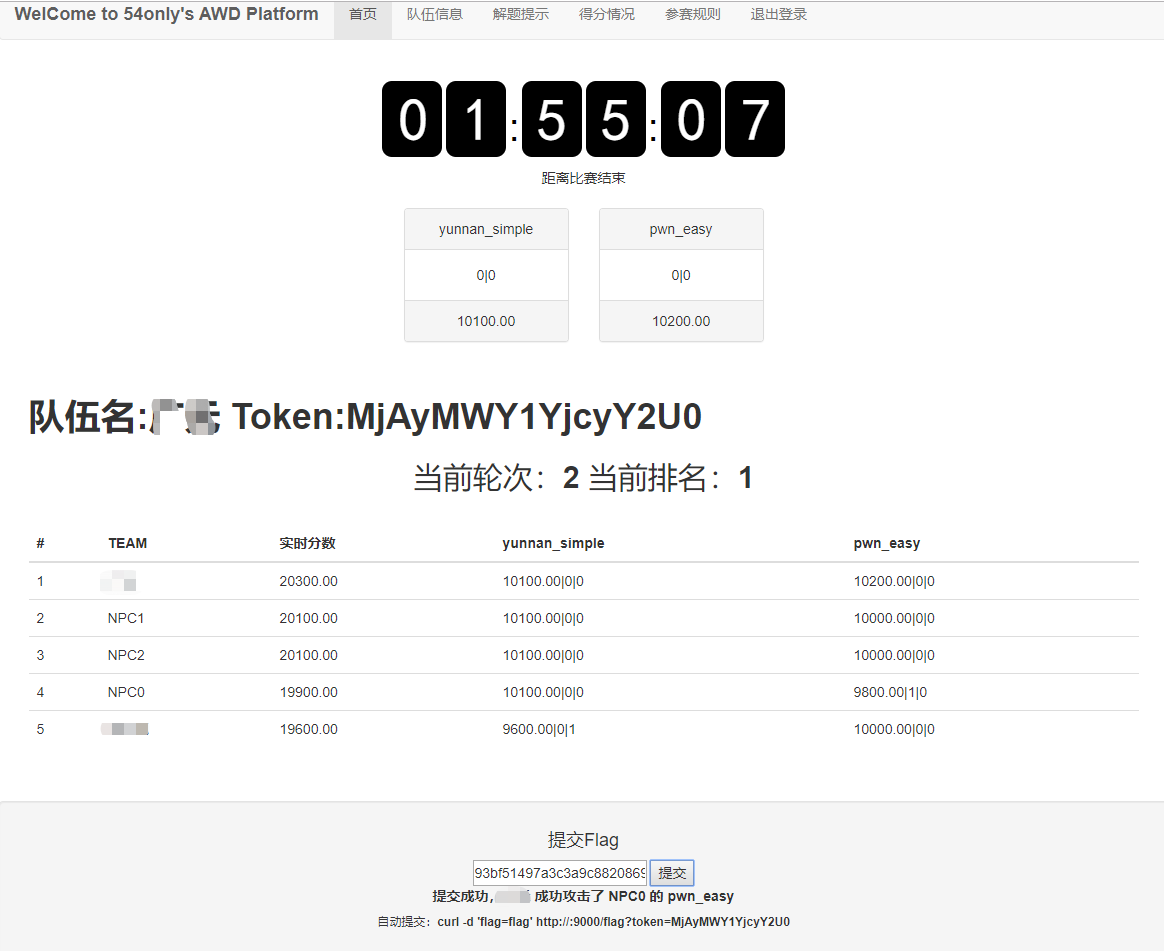 WelCome to 54only's AWD Platform 首页 队伍信息 解题提示 得分情况 参赛规则 退出登录
01:55:07
距离比赛结束
yunnan_simple pwn_easy
0|0 0|0
10100.00 10200.00
队伍名: Token:MjAyMWY1YjcyY2U0
当前轮次：2 当前排名：1
# TEAM 实时分数 yunnan_simple pwn_easy
1 20300.00 10100.00|0|0 10200.00|0|0
2 NPC1 20100.00 10100.00|0|0 10000.00|0|0
3 NPC2 20100.00 10100.00|0|0 10000.00|0|0
4 NPC0 19900.00 10100.00|0|0 9800.00|1|0
5 19600.00 9600.00|0|1 10000.00|0|0
提交Flag
93bf51497a3c3a9c8820869 提交
提交成功, 成功攻击了 NPC0 的 pwn_easy
自动提交：curl -d 'flag=flag' http://:9000/flag?token=MjAyMWY1YjcyY2U0